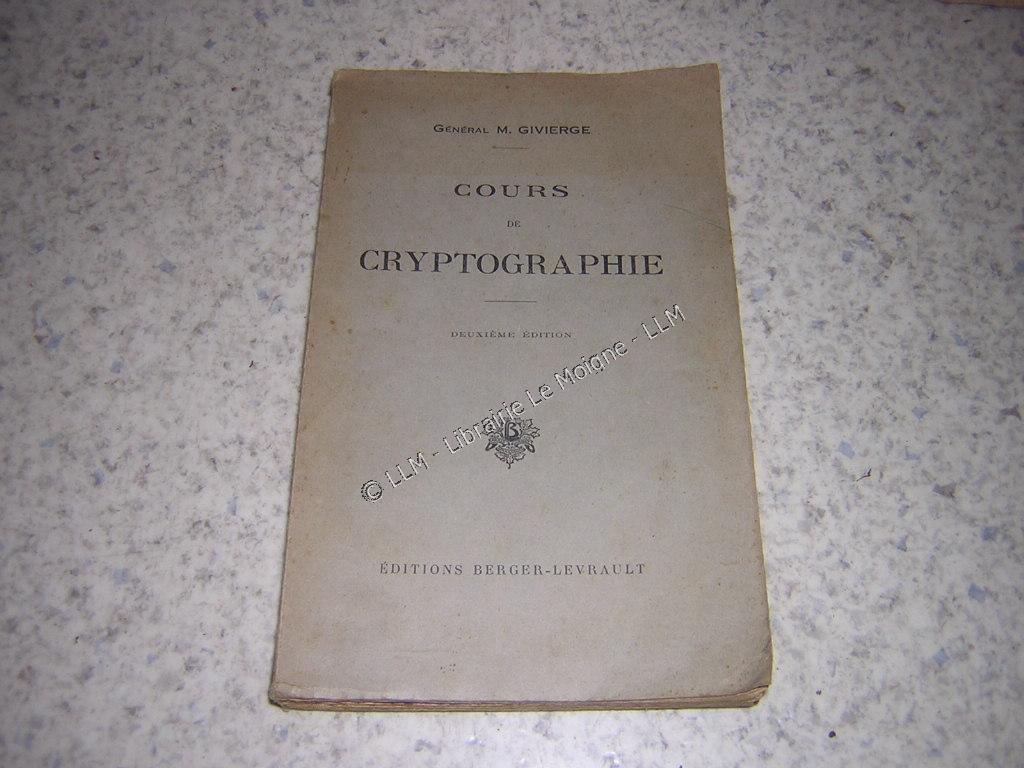 Général M. GIVIERGE
COURS
DE
CRYPTOGRAPHIE
DEUXIÈME ÉDITION
© LLM - Librairie Le Moigne - LLM
B
ÉDITIONS BERGER-LEVRAULT